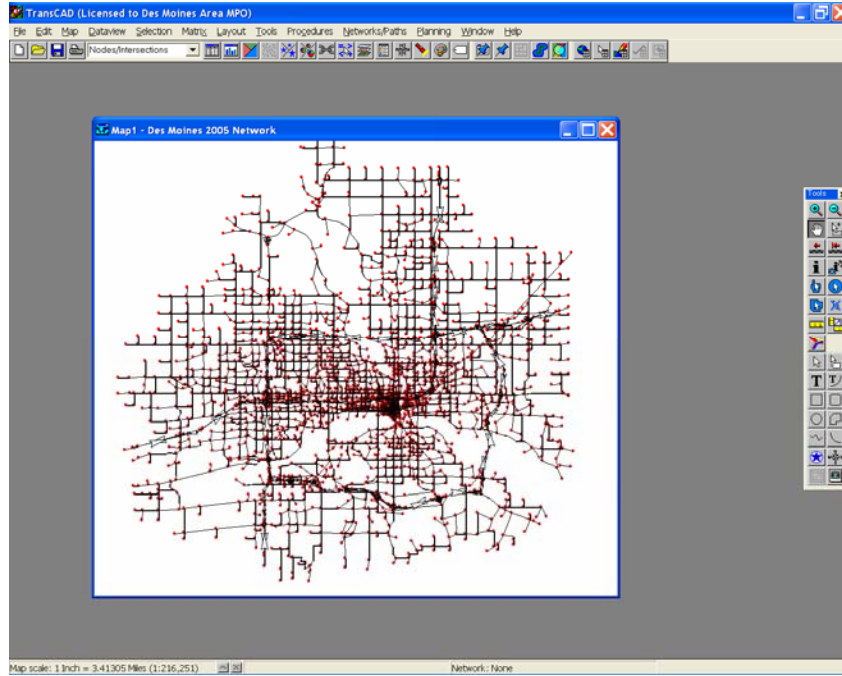 TransCAD (Licensed to Des Moines Area MPO)
File Edit Map Dataview Selection Matrix Layout Tools Procedures Networks/Paths Planning Window Help
Nodes/Intersections
Map1 - Des Moines 2005 Network
Tools
Map scale: 1 Inch = 3.41305 Miles (1:216,251) Network: None